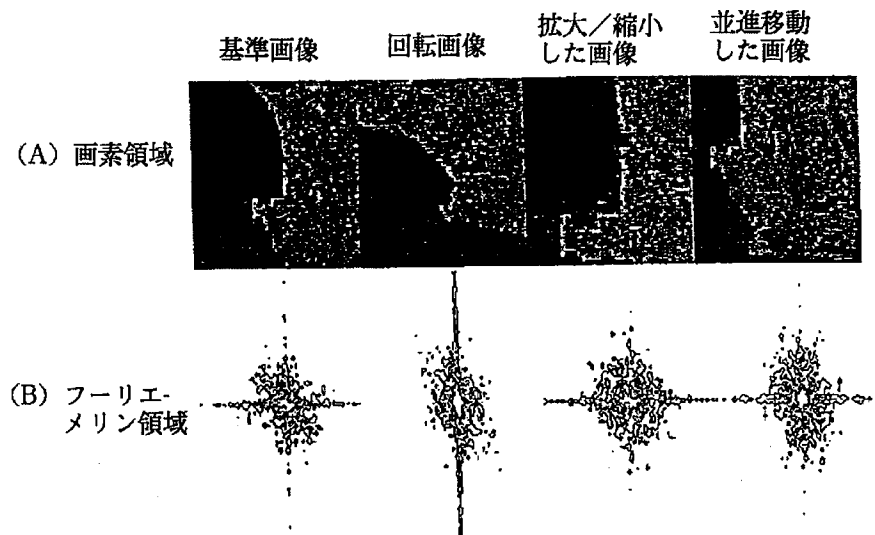 基準画像
回転画像
拡大／縮小
した画像
並進移動
した画像
(A) 画素領域
(B) フーリエ-
メリン領域